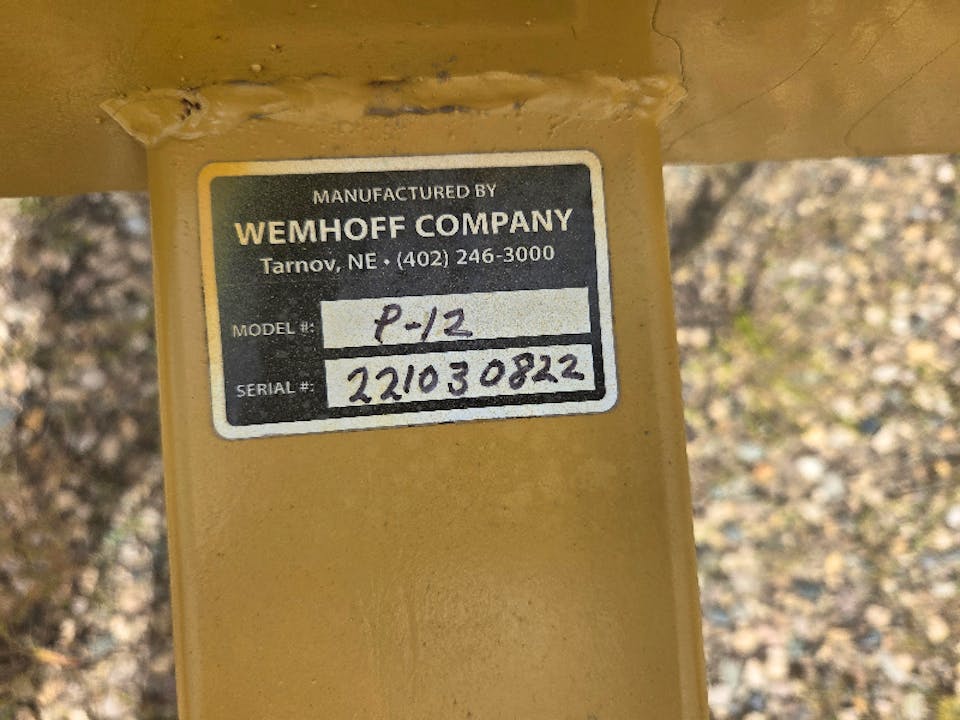 MANUFACTURED BY
WEMHOFF COMPANY
Tarnov, NE • (402) 246-3000
MODEL #: P-12
SERIAL #: 221030822